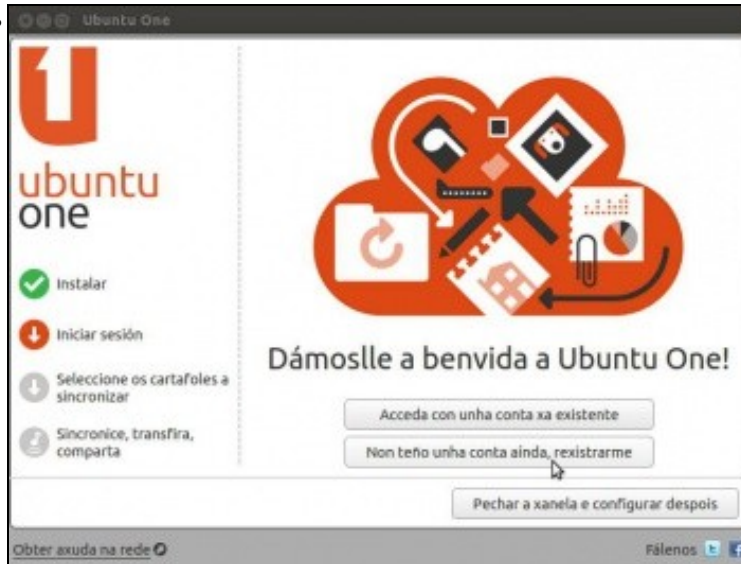 Ubuntu One
ubuntu
one
Instalar
Iniciar sesión
Seleccione os cartafoles a
sincronizar
Sincronice, transfira,
comparta
Dámoslle a benvida a Ubuntu One!
Acceda con unha conta xa existente
Non teño unha conta ainda, rexistrarme
Pechar a xanela e configurar despois
Obter axuda na rede
Fálenos